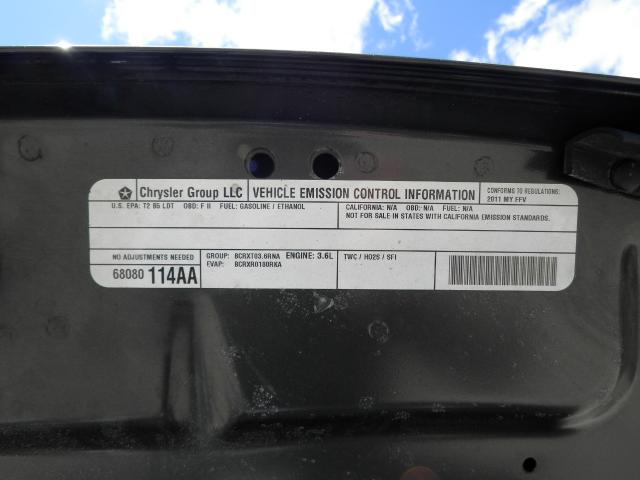 Chrysler Group LLC VEHICLE EMISSION CONTROL INFORMATION CONFORMS TO REGULATIONS:
2011 MY FFV
U.S. EPA: T2 B5 LDT OBD: F II FUEL: GASOLINE / ETHANOL CALIFORNIA: N/A OBD: N/A FUEL: N/A
NOT FOR SALE IN STATES WITH CALIFORNIA EMISSION STANDARDS.
NO ADJUSTMENTS NEEDED GROUP: BCRXT03.6RNA ENGINE: 3.6L TWC / HO2S / SFI
EVAP: BCRXR0180RKA
68080 114AA